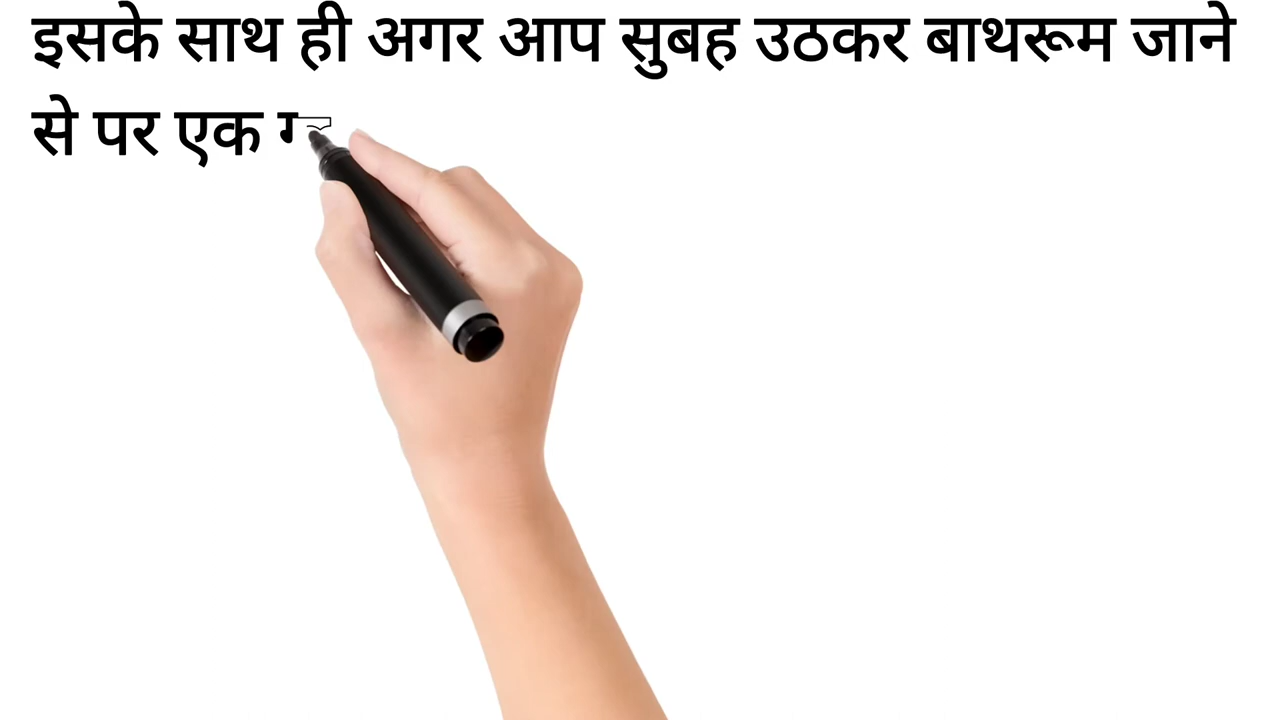 इसके साथ ही अगर आप सुबह उठकर बाथरूम जाने
से पर एक